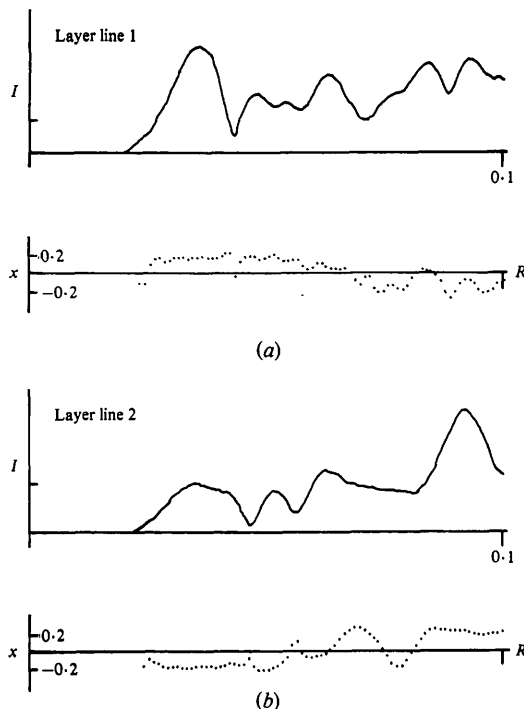 Layer line 1
I
0·1
0·2
x
R
−0·2
(a)
Layer line 2
I
0·1
0·2
x
R
−0·2
(b)